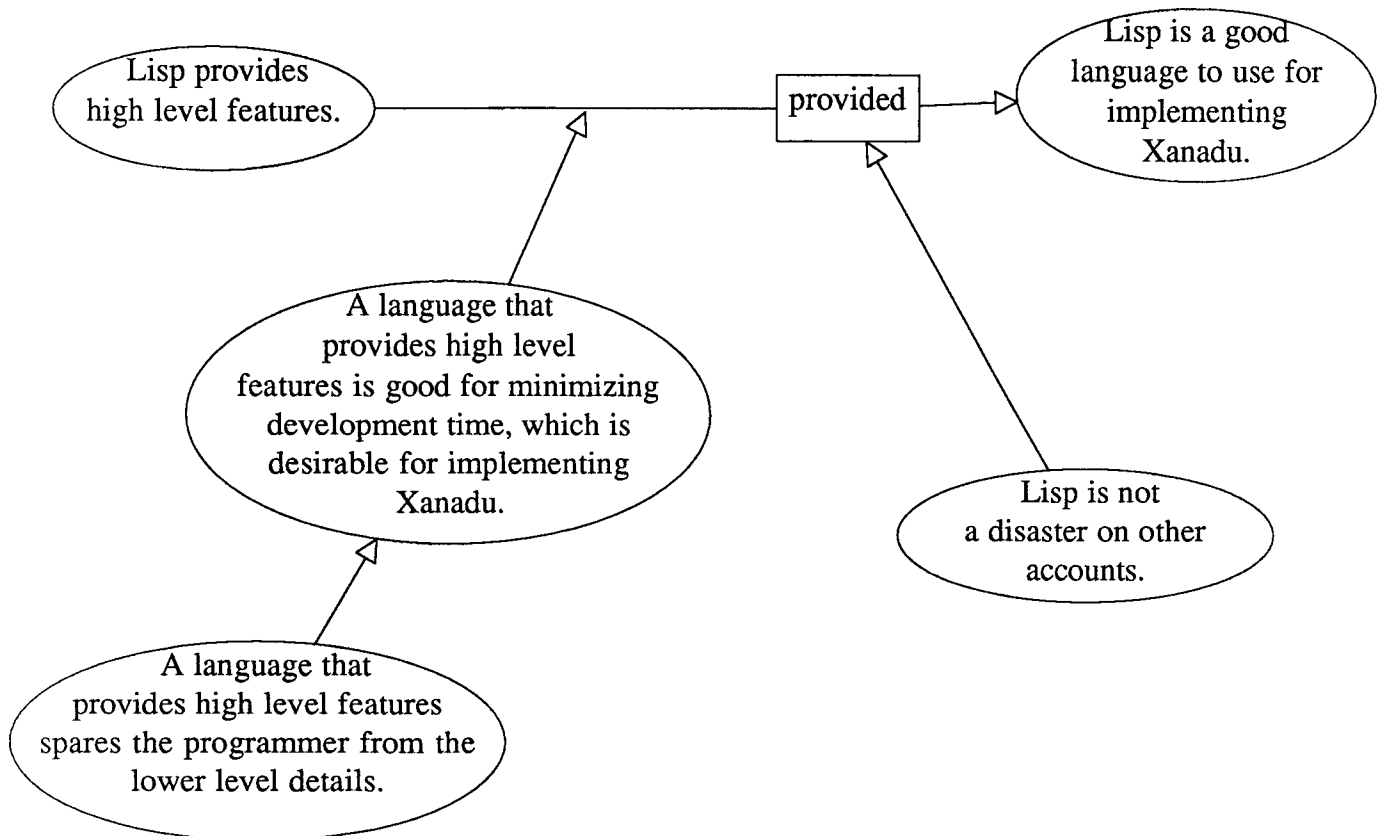 Lisp provides
high level features.
provided
Lisp is a good
language to use for
implementing
Xanadu.
A language that
provides high level
features is good for minimizing
development time, which is
desirable for implementing
Xanadu.
Lisp is not
a disaster on other
accounts.
A language that
provides high level features
spares the programmer from the
lower level details.